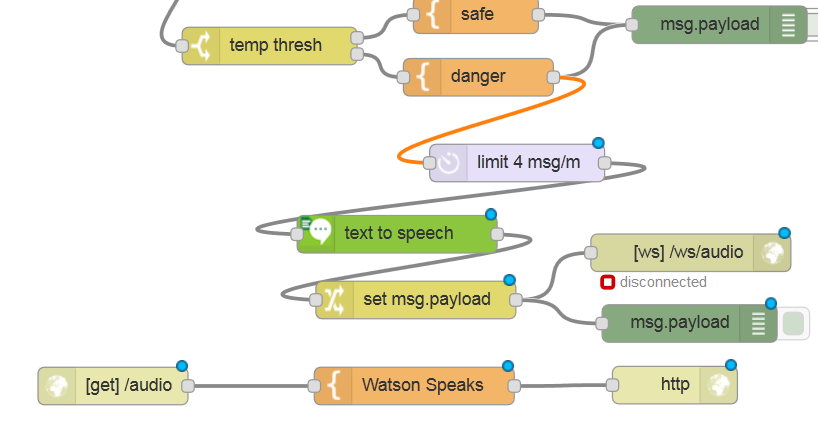 safe
msg.payload
temp thresh
danger
limit 4 msg/m
text to speech
[ws] /ws/audio
disconnected
set msg.payload
msg.payload
[get] /audio
Watson Speaks
http